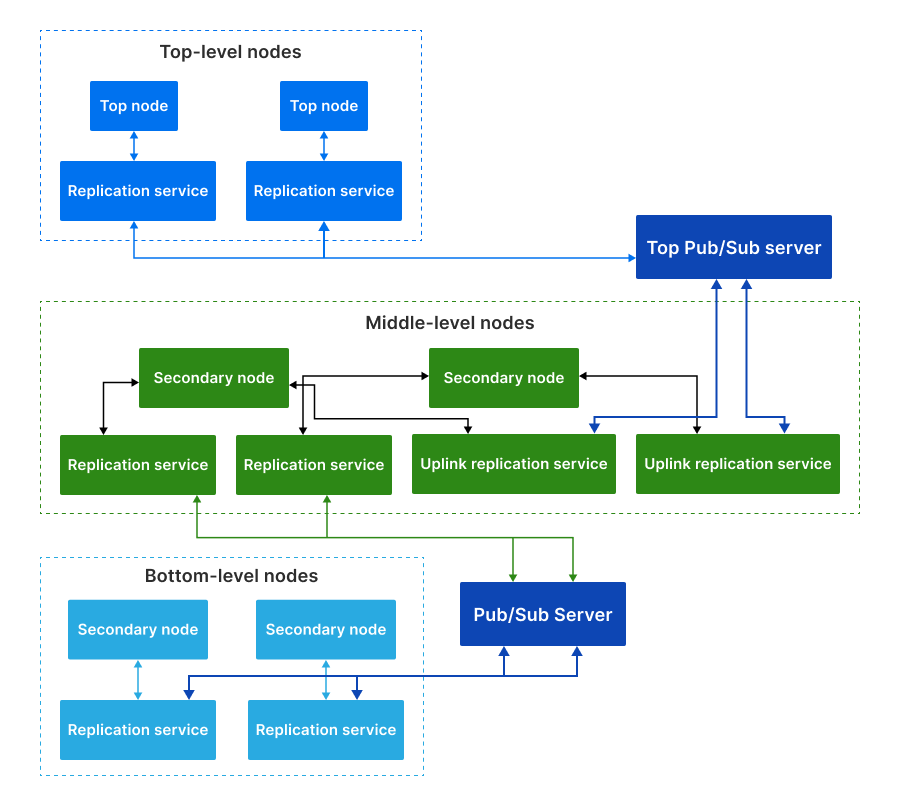 Top-level nodes
Top node
Top node
Replication service
Replication service
Top Pub/Sub server
Middle-level nodes
Secondary node
Secondary node
Replication service
Replication service
Uplink replication service
Uplink replication service
Bottom-level nodes
Pub/Sub Server
Secondary node
Secondary node
Replication service
Replication service